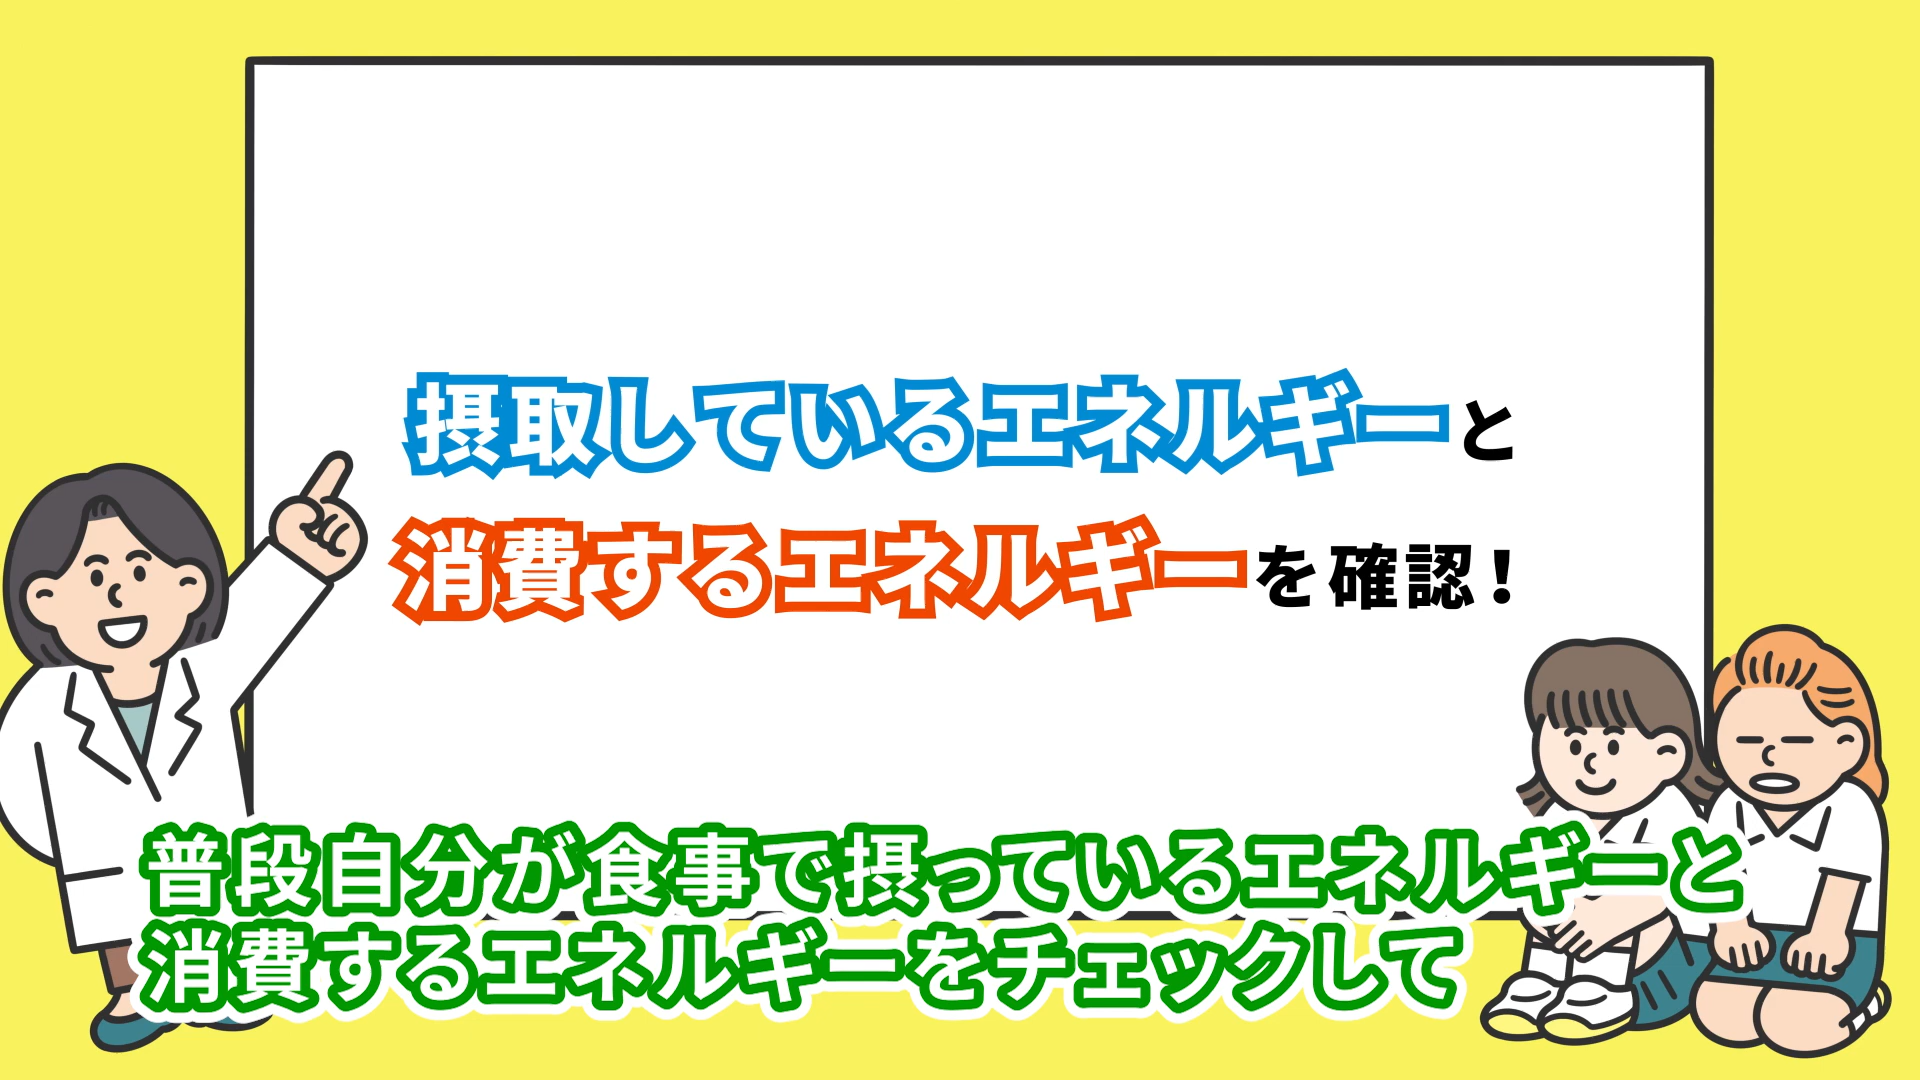 摂取しているエネルギーと
消費するエネルギーを確認！
普段自分が食事で摂っているエネルギーと
消費するエネルギーをチェックして